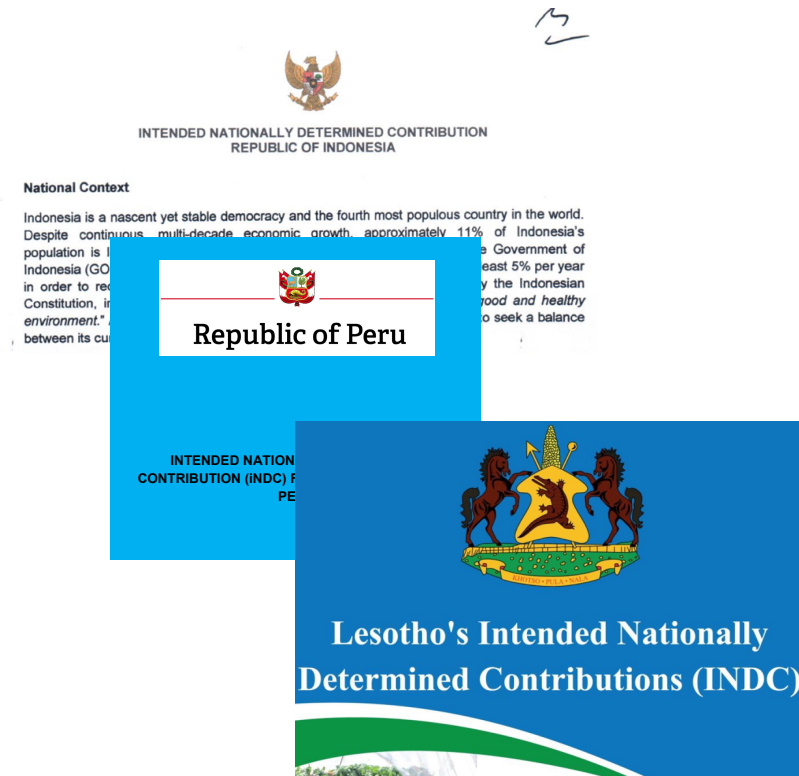 INTENDED NATIONALLY DETERMINED CONTRIBUTION
REPUBLIC OF INDONESIA
National Context
Indonesia is a nascent yet stable democracy and the fourth most populous country in the world.
Despite continuous, multi-decade economic growth, approximately 11% of Indonesia's
population is Government of
Indonesia (GO east 5% per year
in order to the Indonesian
Constitution, good and healthy
environment." to seek a balance
between its
Republic of Peru
INTENDED NATION
CONTRIBUTION (iNDC)
PE
KHOTSO • PULA • NALA
Lesotho's Intended Nationally
Determined Contributions (INDC)